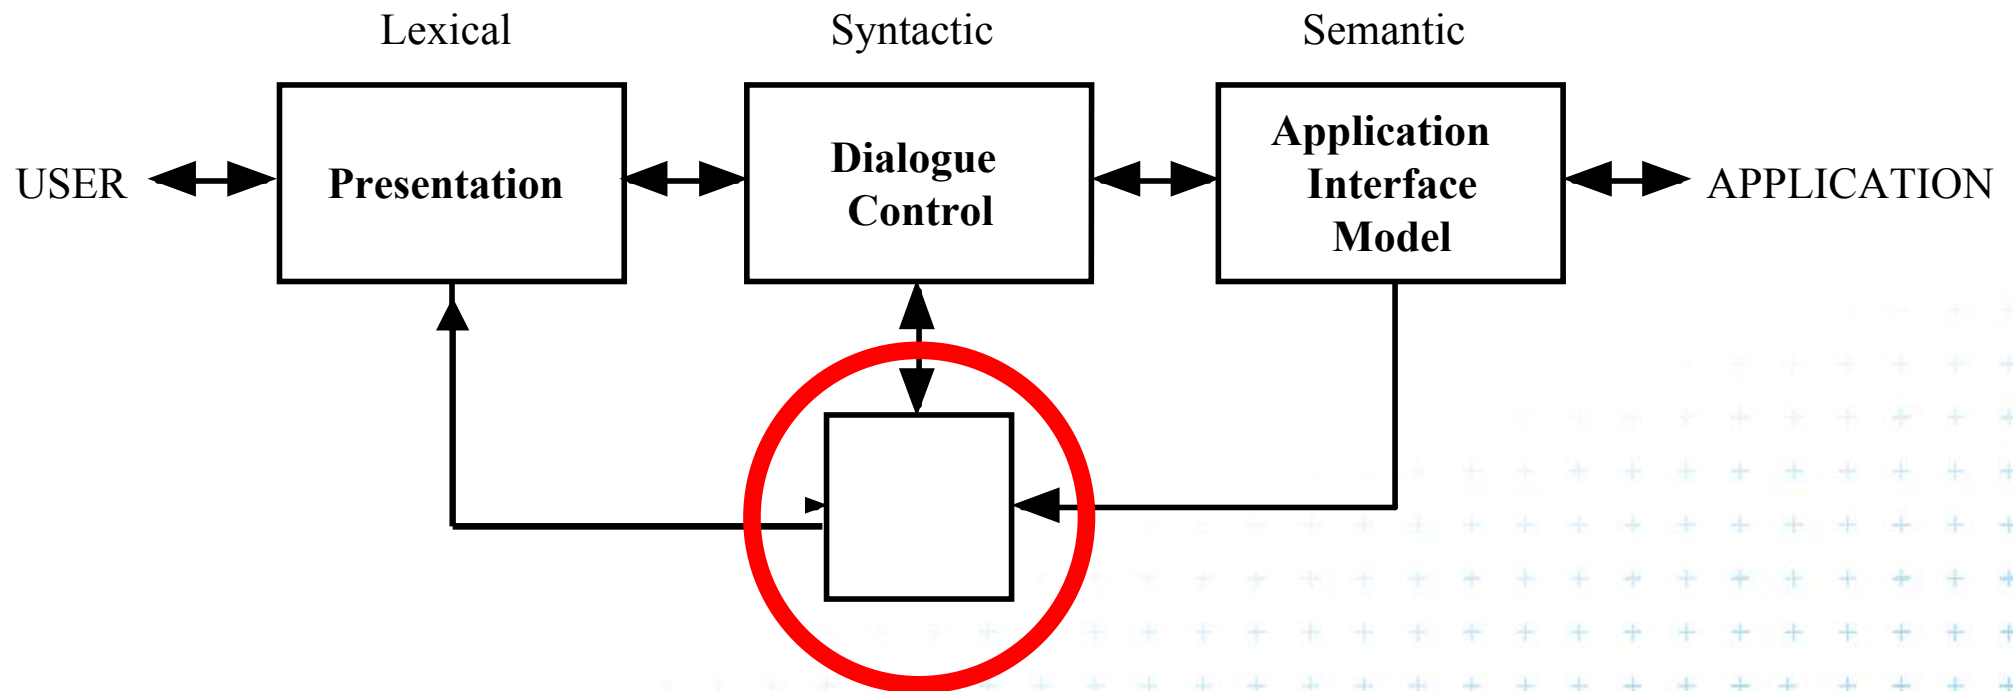 Lexical
Syntactic
Semantic
USER
Presentation
Dialogue
Control
Application
Interface
Model
APPLICATION